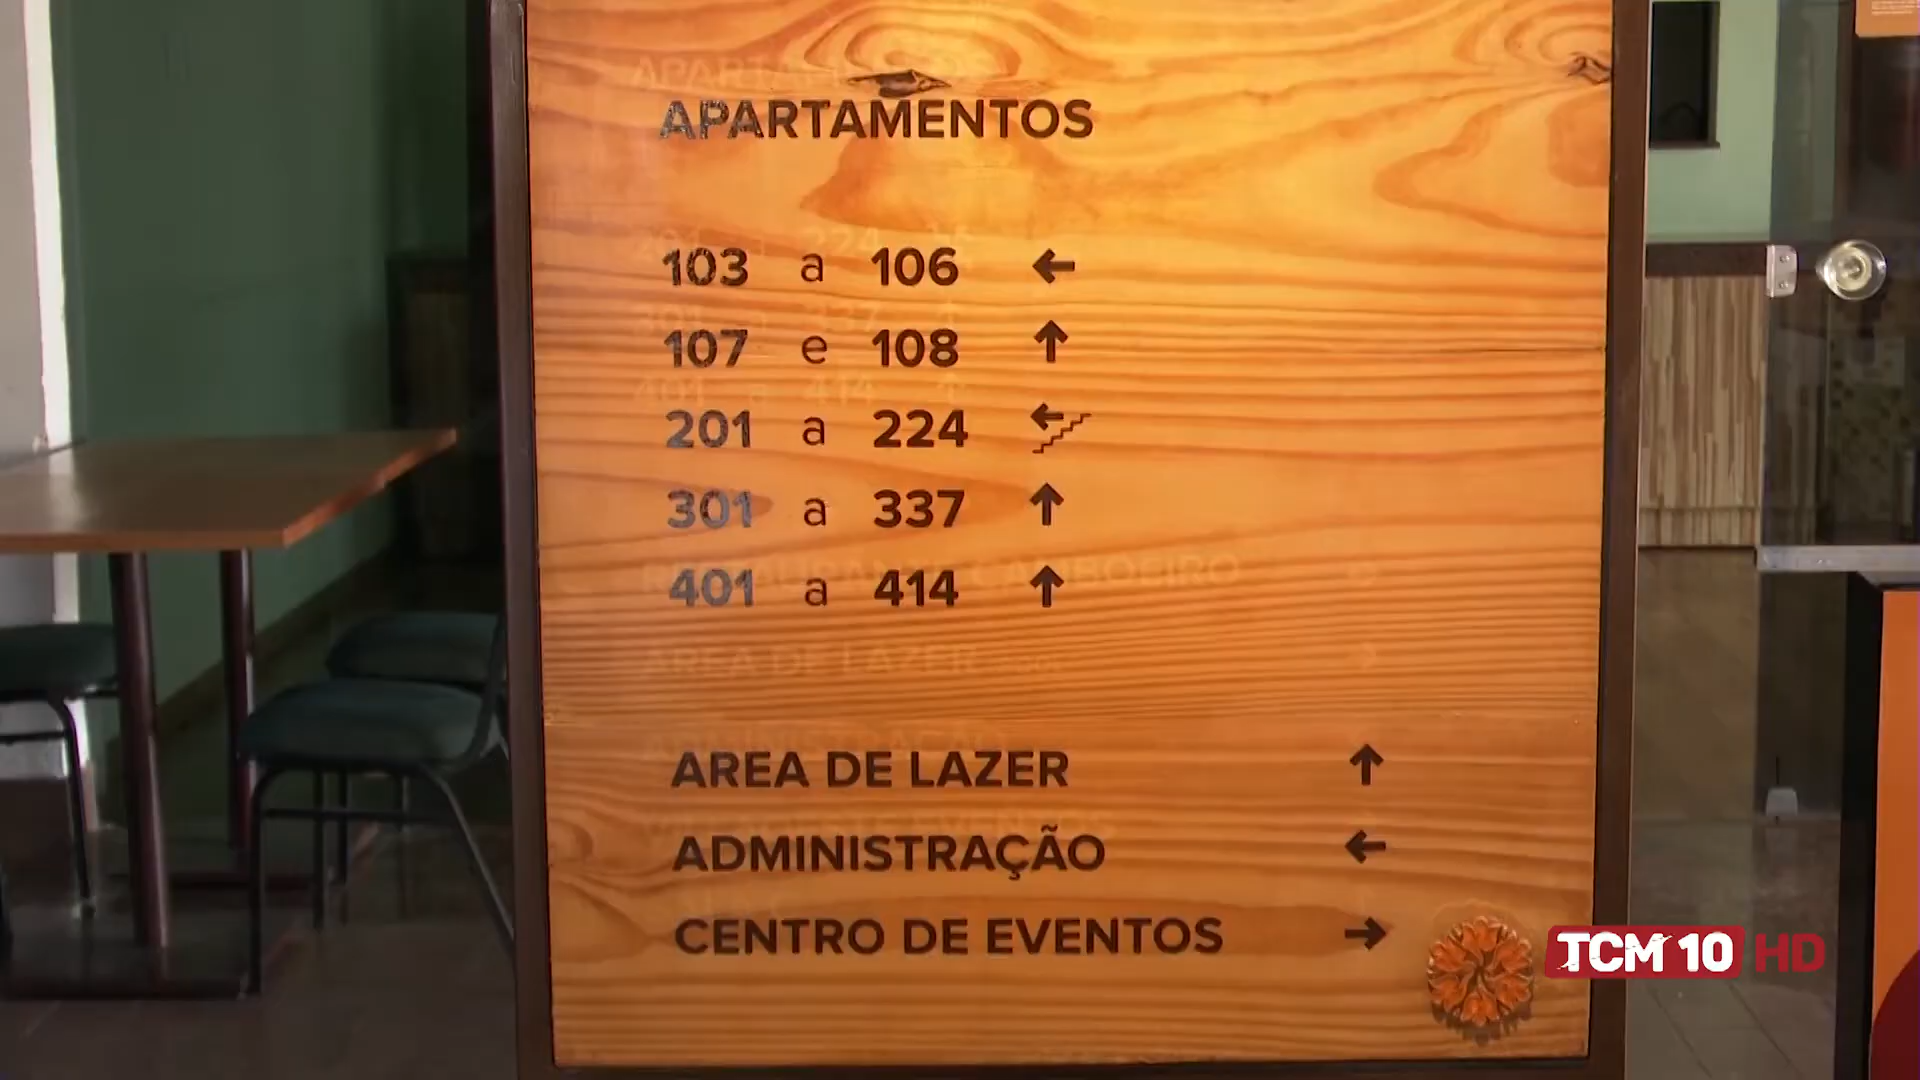 APARTAMENTOS
103 a 106 ←
107 e 108 ↑
201 a 224 ←
301 a 337 ↑
401 a 414 ↑
AREA DE LAZER ↑
ADMINISTRAÇÃO ←
CENTRO DE EVENTOS →
TCM 10 HD